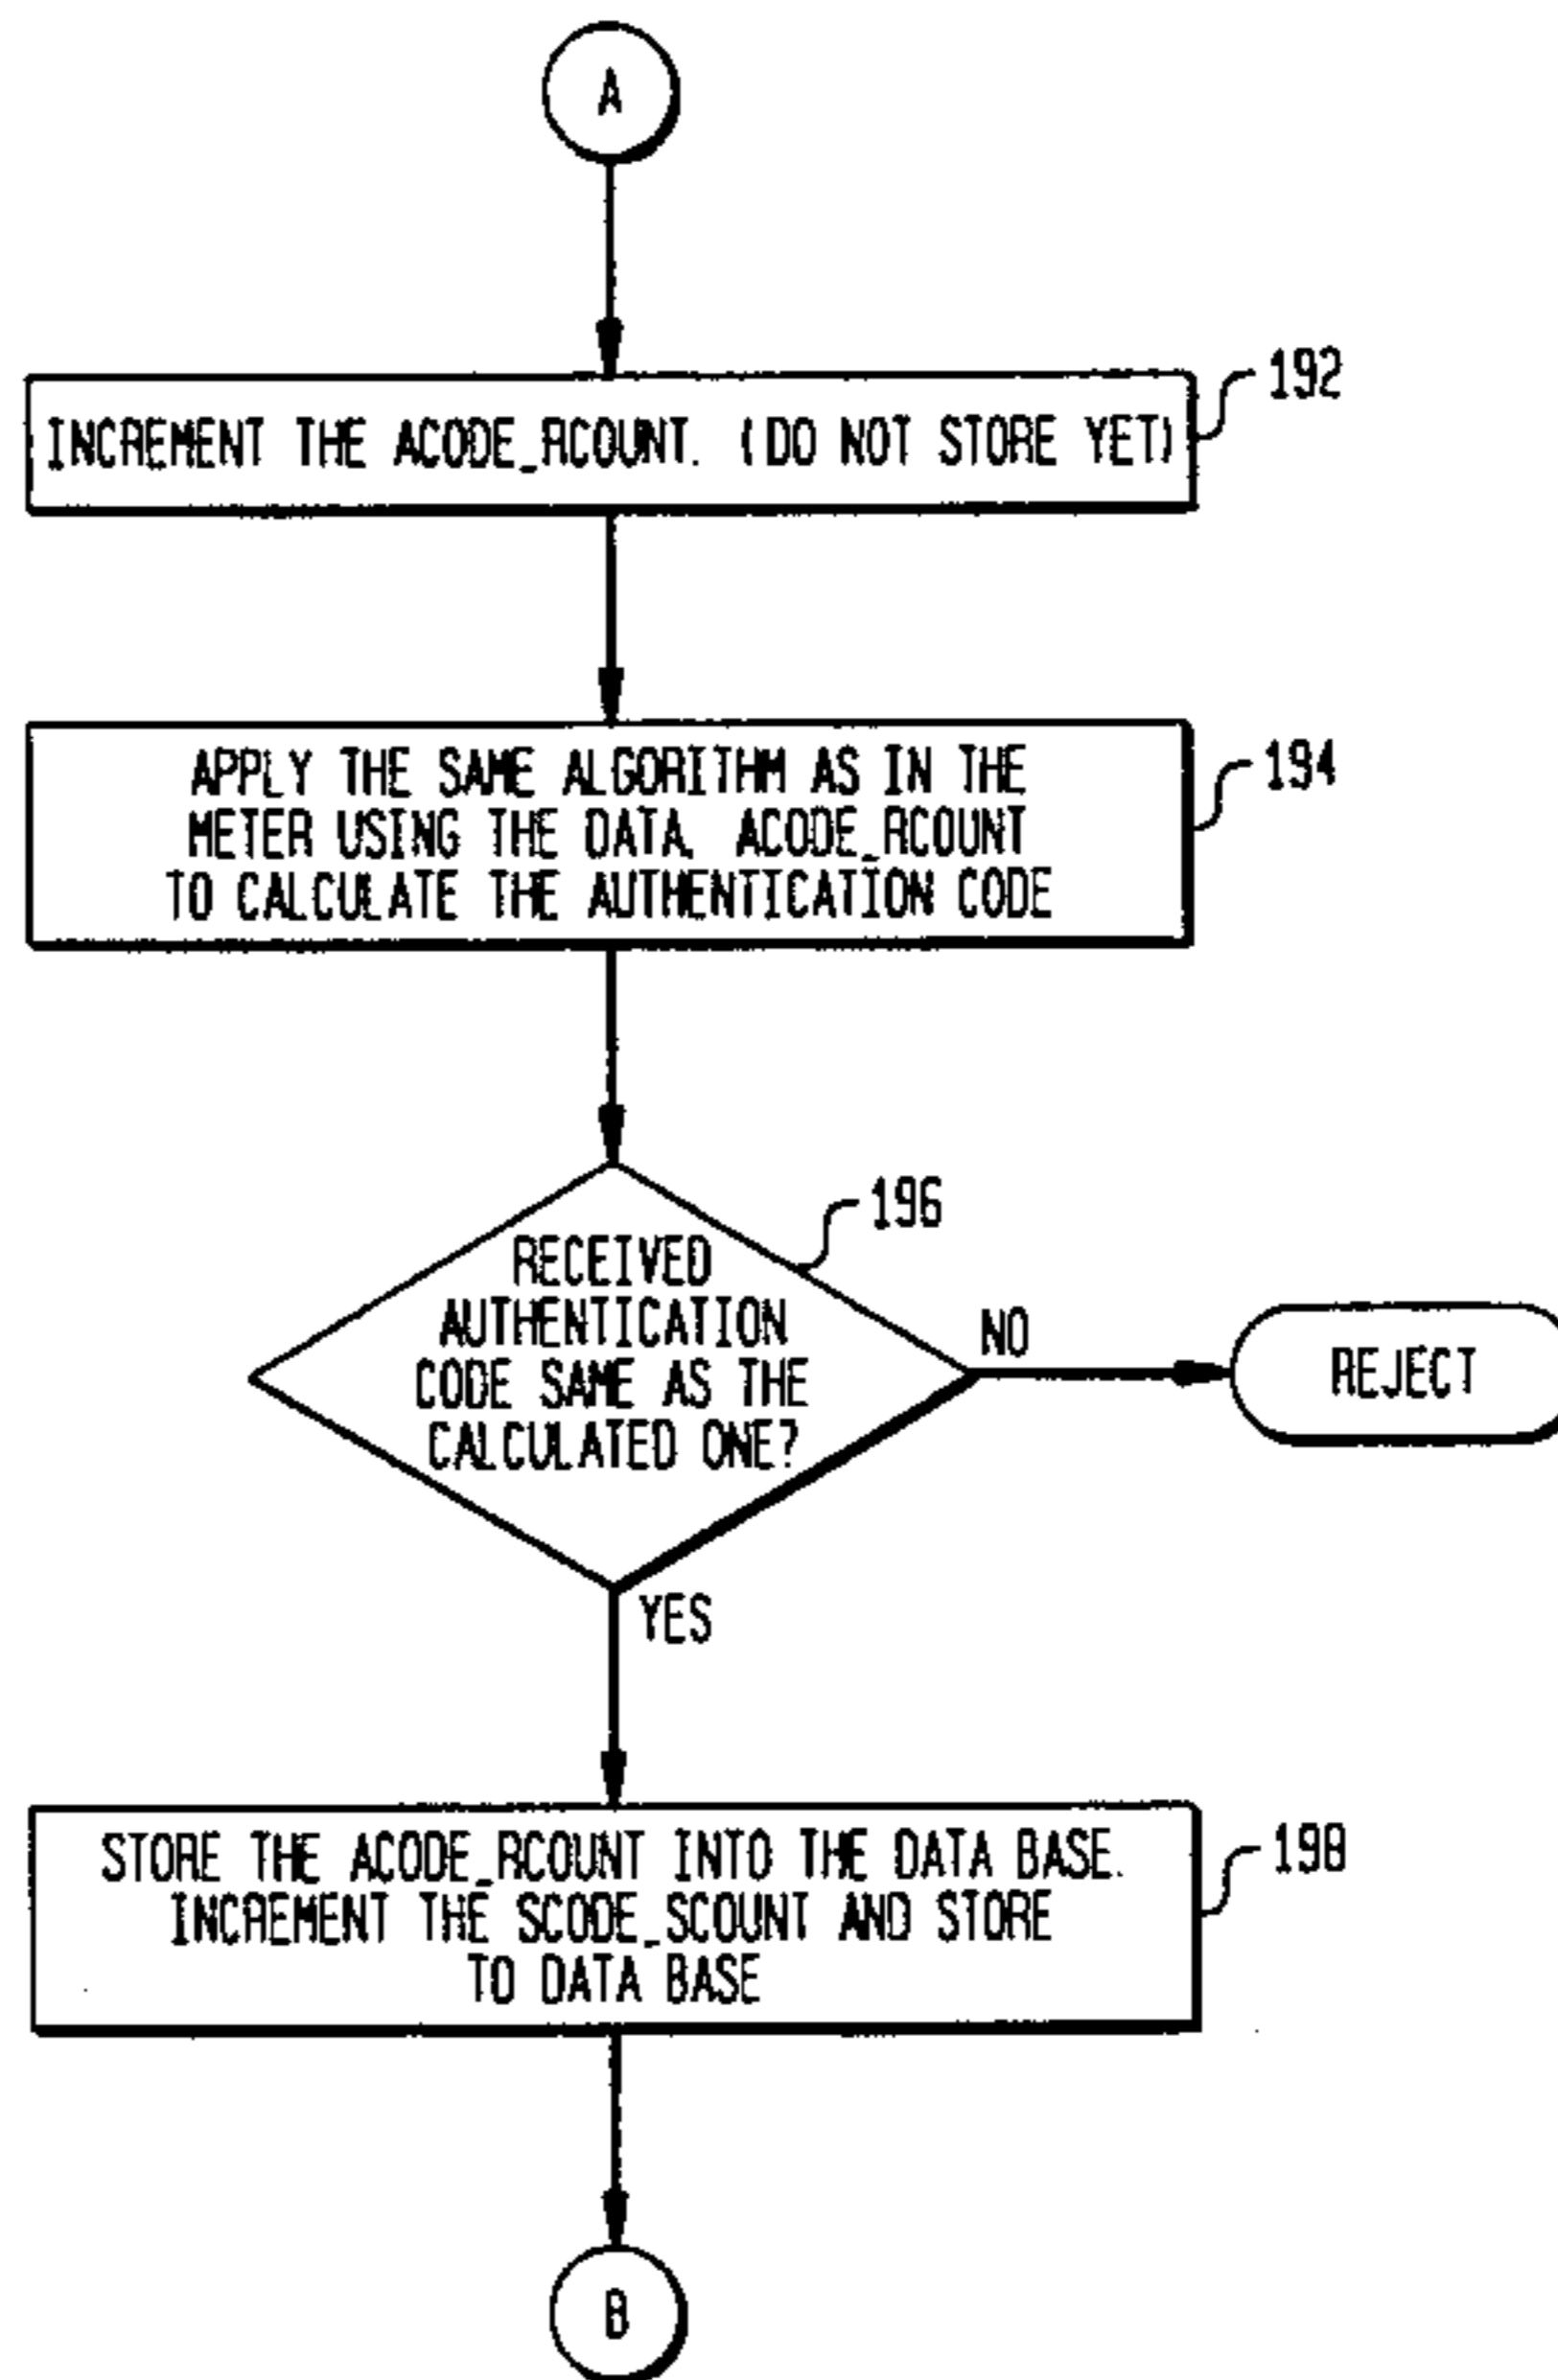 A
INCREMENT THE ACODE_RCOUNT. (DO NOT STORE YET)
192
APPLY THE SAME ALGORITHM AS IN THE
METER USING THE DATA, ACODE_RCOUNT
TO CALCULATE THE AUTHENTICATION CODE
194
RECEIVED
AUTHENTICATION
CODE SAME AS THE
CALCULATED ONE?
196
NO
REJECT
YES
STORE THE ACODE_RCOUNT INTO THE DATA BASE.
INCREMENT THE SCODE_SCOUNT AND STORE
TO DATA BASE
198
B